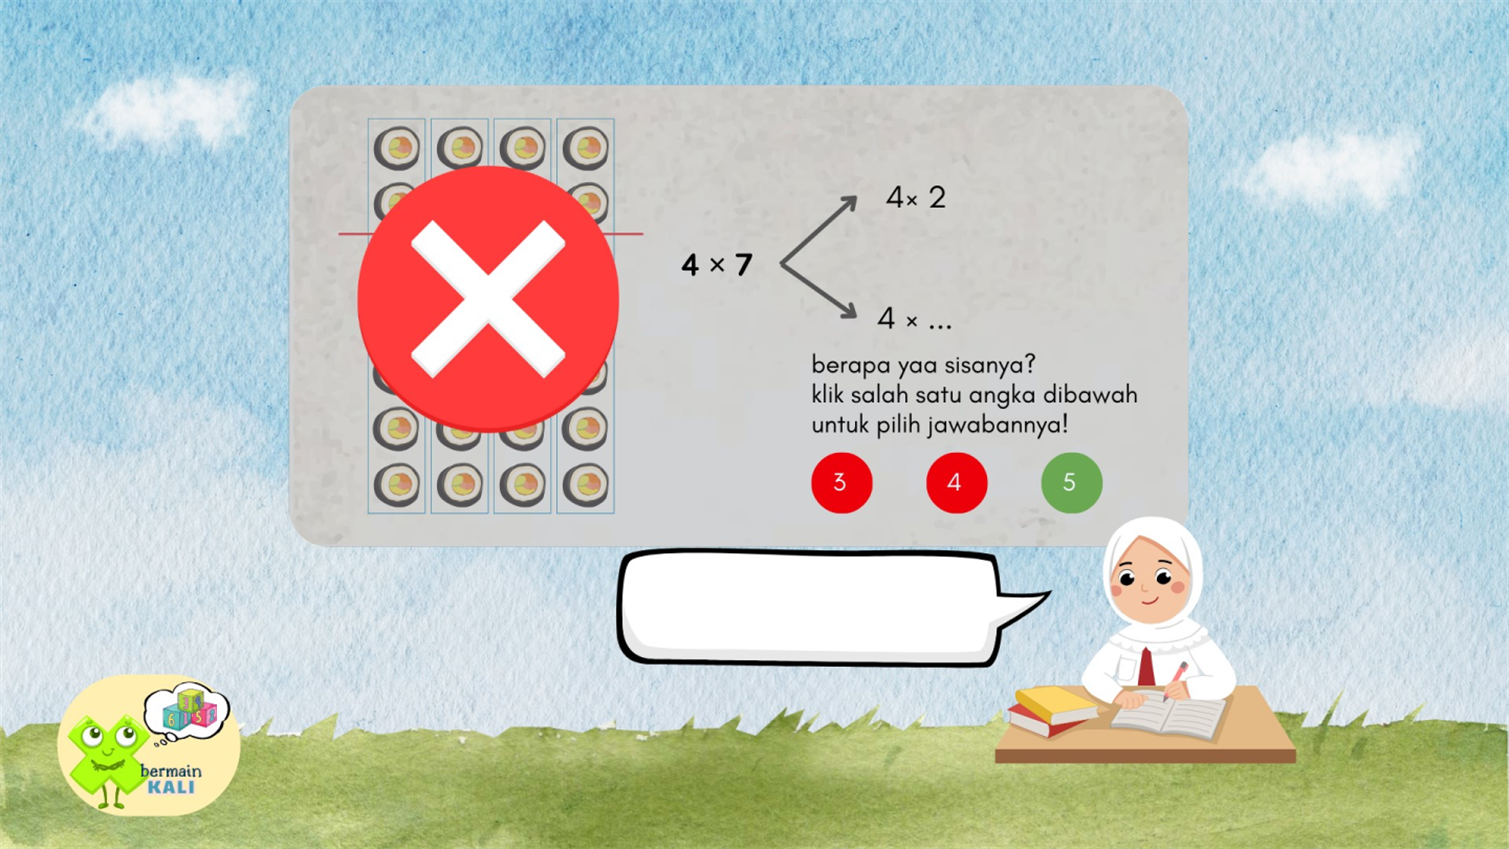 4 × 7
4× 2
4 × ...
berapa yaa sisanya?
klik salah satu angka dibawah
untuk pilih jawabannya!
3 4 5
bermain
KALI